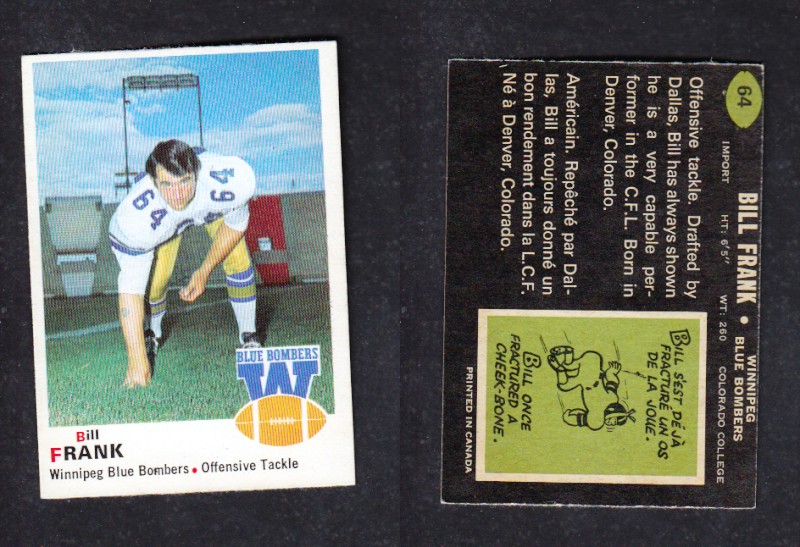 64
64
BLUE BOMBERS
W
Bill
FRANK
Winnipeg Blue Bombers • Offensive Tackle
64
IMPORT
BILL FRANK •
WINNIPEG
BLUE BOMBERS
HT: 6'5" WT: 260 COLORADO COLLEGE
Offensive tackle. Drafted by
Dallas, Bill has always shown
he is a very capable per-
former in the C.F.L. Born in
Denver, Colorado.
Américain. Repêché par Dal-
las, Bill a toujours donné un
bon rendement dans la L.C.F.
Né à Denver, Colorado.
BILL S'EST DÉJÀ
FRACTURÉ UN OS
DE LA JOUE.
BILL ONCE
FRACTURED A
CHEEK-BONE.
PRINTED IN CANADA